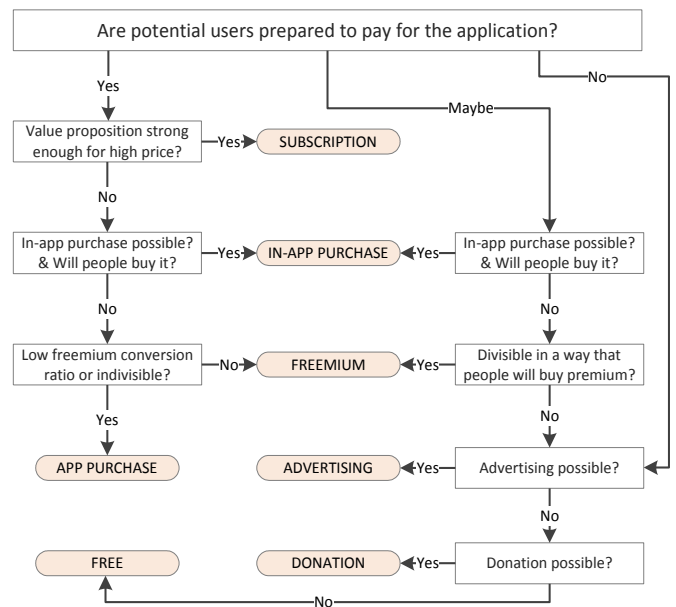 Are potential users prepared to pay for the application?
Yes
No
Maybe
Value proposition strong
enough for high price?
Yes
SUBSCRIPTION
No
In-app purchase possible?
& Will people buy it?
Yes
IN-APP PURCHASE
Yes
In-app purchase possible?
& Will people buy it?
No
No
Low freemium conversion
ratio or indivisible?
No
FREEMIUM
Yes
Divisible in a way that
people will buy premium?
Yes
No
APP PURCHASE
ADVERTISING
Yes
Advertising possible?
No
FREE
DONATION
Yes
Donation possible?
No